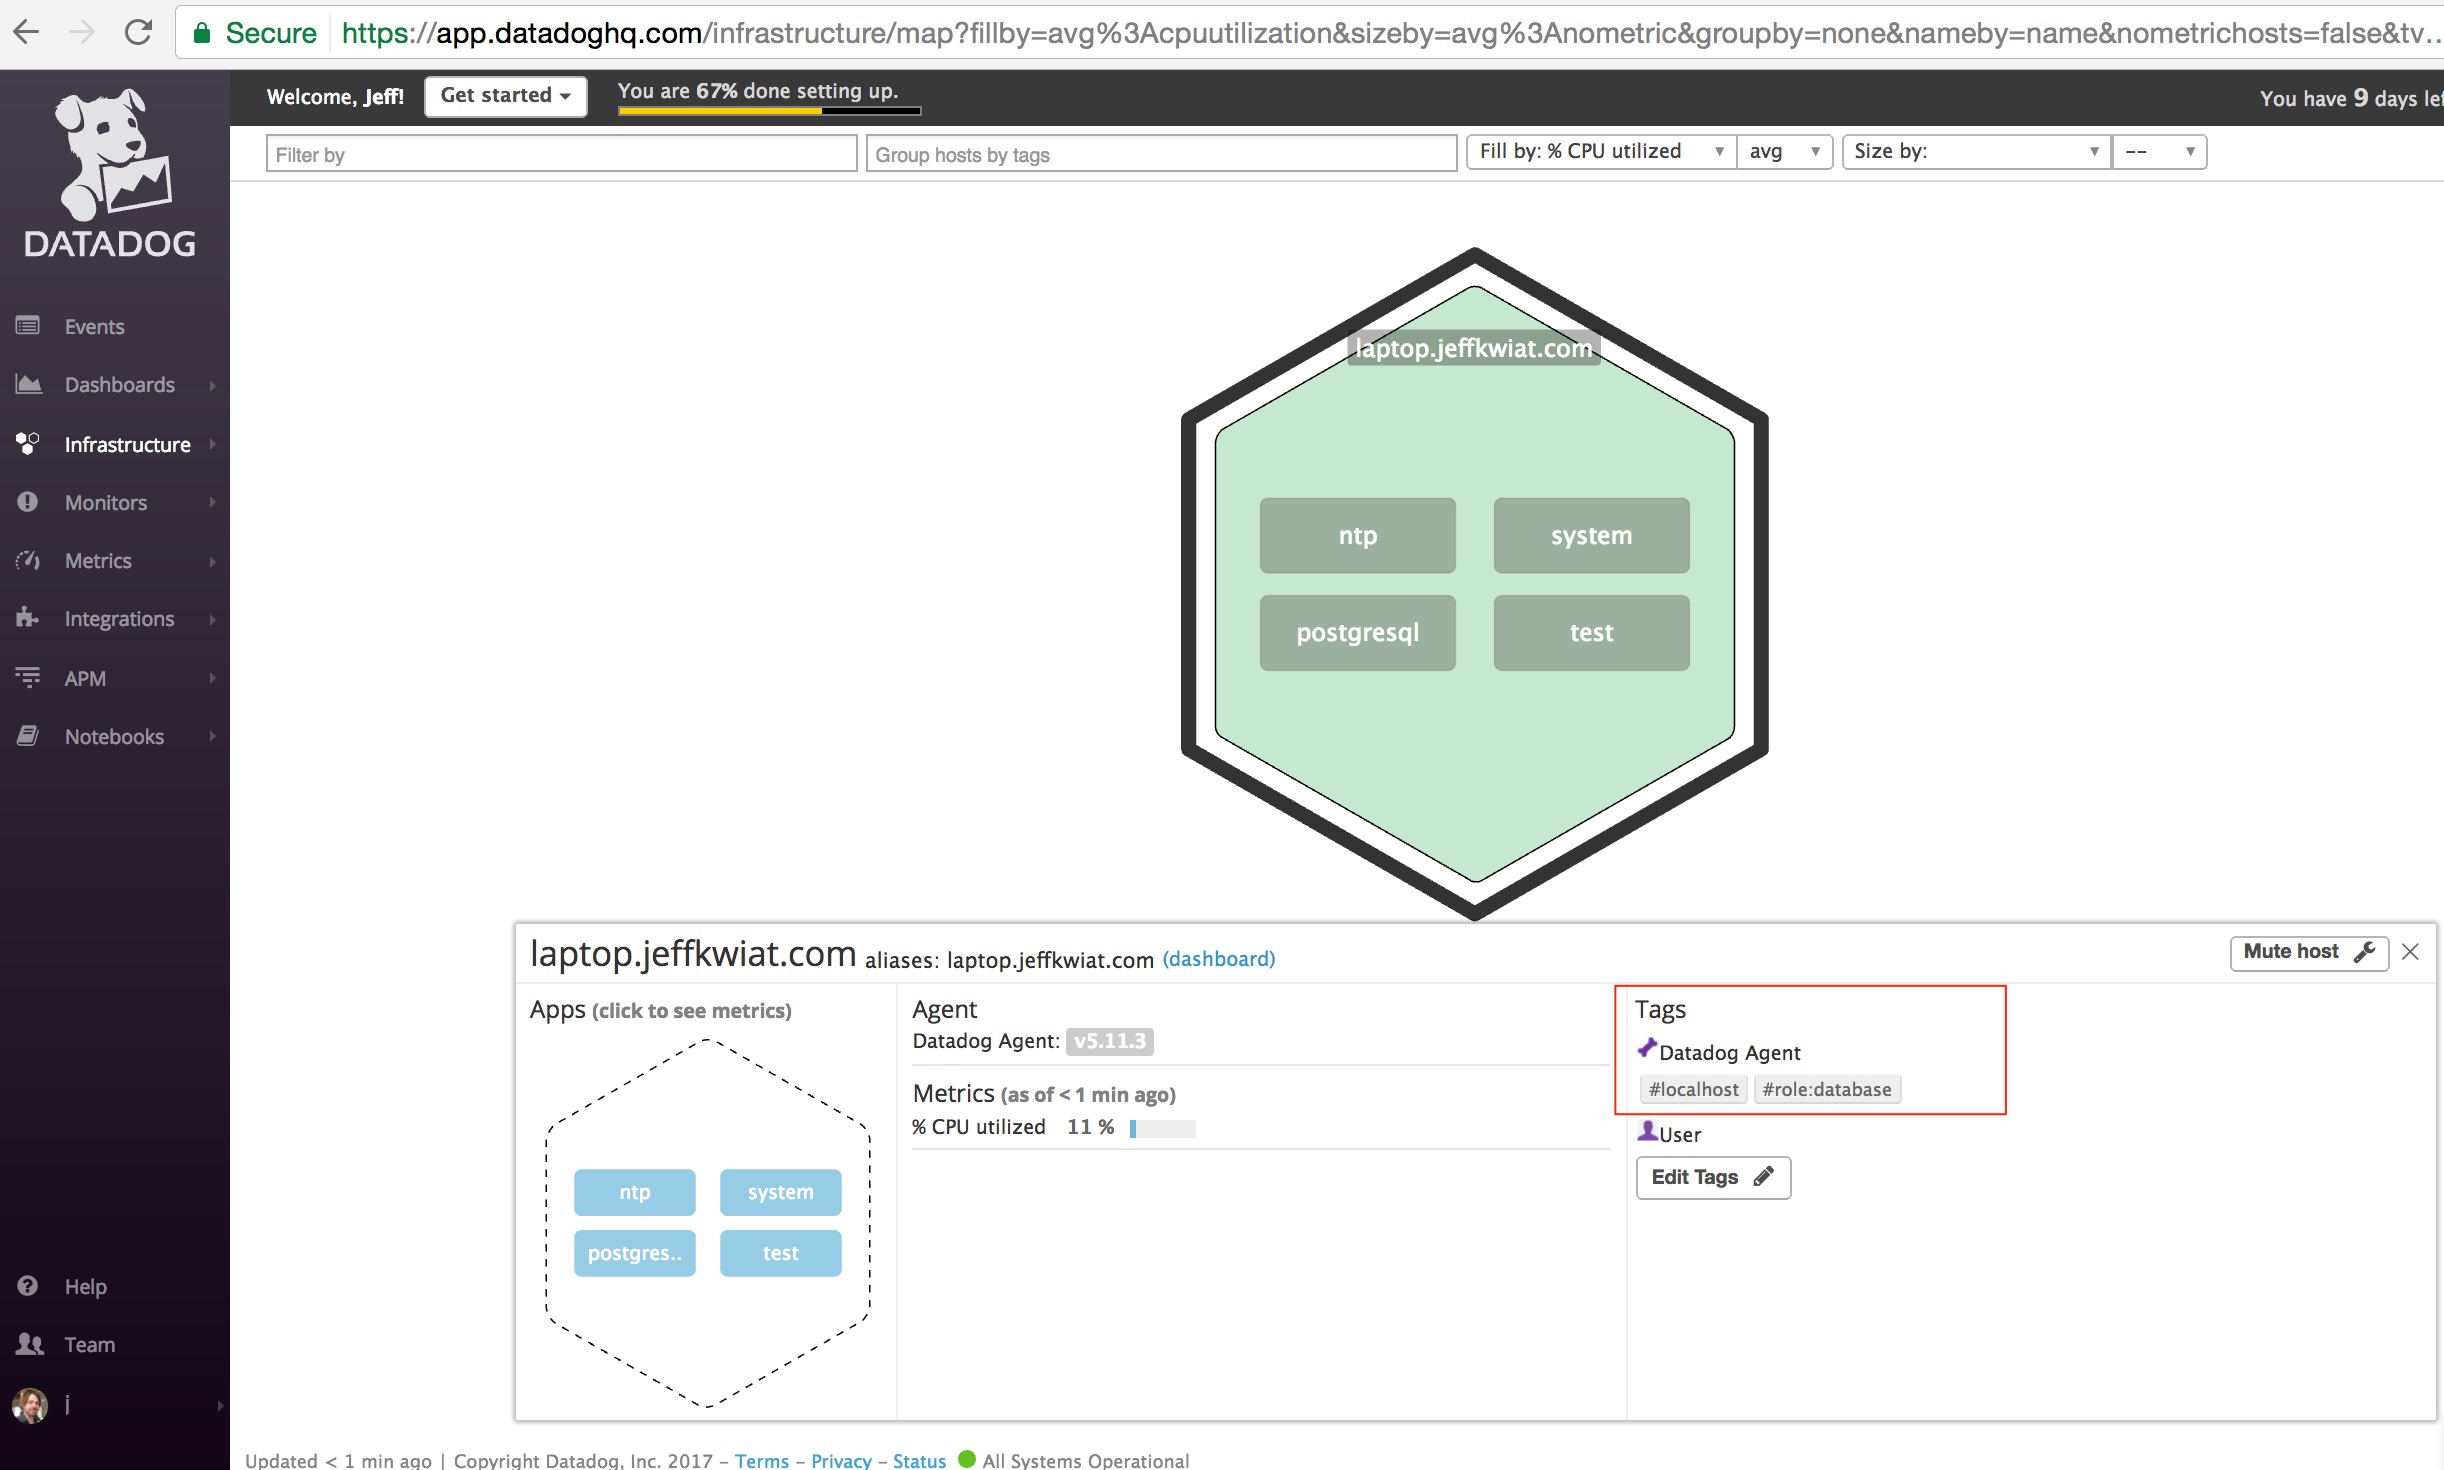 Secure https://app.datadoghq.com/infrastructure/map?fillby=avg%3Acpuutilization&sizeby=avg%3Anometric&groupby=none&nameby=name&nometrichosts=false&tv...
Welcome, Jeff! Get started You are 67% done setting up. You have 9 days lef
Filter by Group hosts by tags Fill by: % CPU utilized avg Size by: --
DATADOG
Events
Dashboards
Infrastructure
Monitors
Metrics
Integrations
APM
Notebooks
Help
Team
j
laptop.jeffkwiat.com
ntp system
postgresql test
laptop.jeffkwiat.com aliases: laptop.jeffkwiat.com (dashboard) Mute host
Apps (click to see metrics)
ntp system
postgres.. test
Agent
Datadog Agent: v5.11.3
Metrics (as of < 1 min ago)
% CPU utilized 11 %
Tags
Datadog Agent
#localhost #role:database
User
Edit Tags
Updated < 1 min ago | Copyright Datadog, Inc. 2017 – Terms – Privacy – Status All Systems Operational